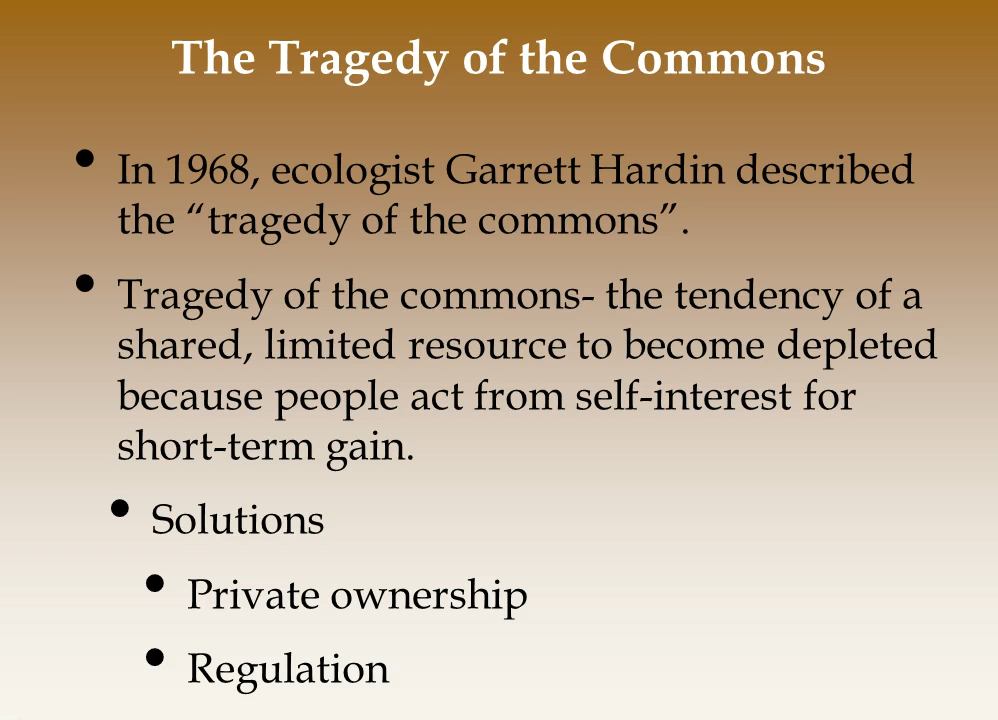 The Tragedy of the Commons
• In 1968, ecologist Garrett Hardin described
the “tragedy of the commons”.
• Tragedy of the commons- the tendency of a
shared, limited resource to become depleted
because people act from self-interest for
short-term gain.
• Solutions
• Private ownership
• Regulation